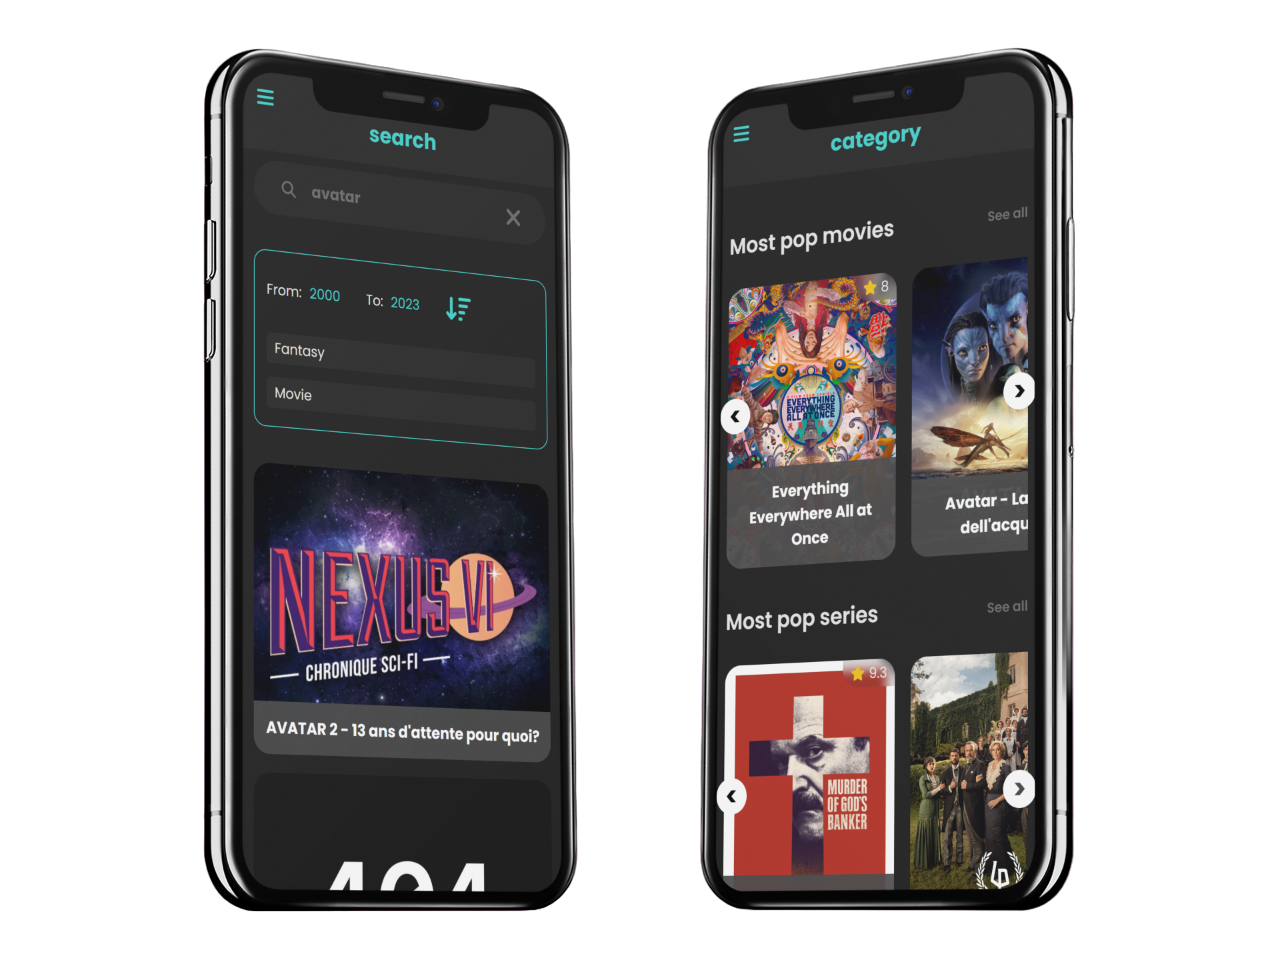 search
avatar
From: 2000 To: 2023
Fantasy
Movie
NEXUS VI
CHRONIQUE SCI-FI
AVATAR 2 - 13 ans d'attente pour quoi?
404
category
See all
Most pop movies
8
EVERYTHING
EVERYWHERE
ALL AT ONCE
Everything
Everywhere All at
Once
Avatar - La
dell'acqu
See all
Most pop series
9.3
MURDER
OF GOD'S
BANKER
LP